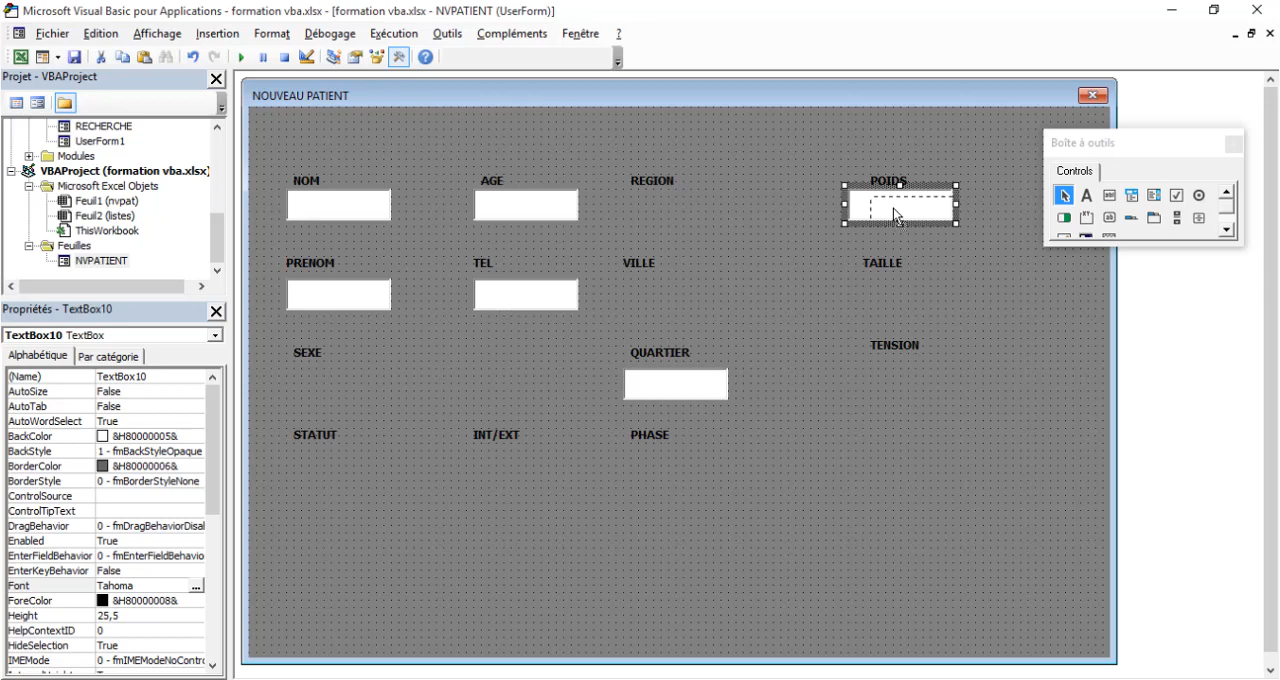 Microsoft Visual Basic pour Applications - formation vba.xlsx - [formation vba.xlsx - NVPATIENT (UserForm)]
Fichier Edition Affichage Insertion Format Débogage Exécution Outils Compléments Fenêtre ?
Projet - VBAProject
RECHERCHE
UserForm1
Modules
VBAProject (formation vba.xlsx)
Microsoft Excel Objets
Feuil1 (nvpat)
Feuil2 (listes)
ThisWorkbook
Feuilles
NVPATIENT
Propriétés - TextBox10
TextBox10 TextBox
Alphabétique Par catégorie
(Name) TextBox10
AutoSize False
AutoTab False
AutoWordSelect True
BackColor &H80000005&
BackStyle 1 - fmBackStyleOpaque
BorderColor &H80000006&
BorderStyle 0 - fmBorderStyleNone
ControlSource
ControlTipText
DragBehavior 0 - fmDragBehaviorDisal
Enabled True
EnterFieldBehavior 0 - fmEnterFieldBehavio
EnterKeyBehavior False
Font Tahoma ...
ForeColor &H80000008&
Height 25,5
HelpContextID 0
HideSelection True
IMEMode 0 - fmIMEModeNoContro
NOUVEAU PATIENT
NOM AGE REGION POIDS
PRENOM TEL VILLE TAILLE
SEXE QUARTIER TENSION
STATUT INT/EXT PHASE
Boîte à outils
Controls